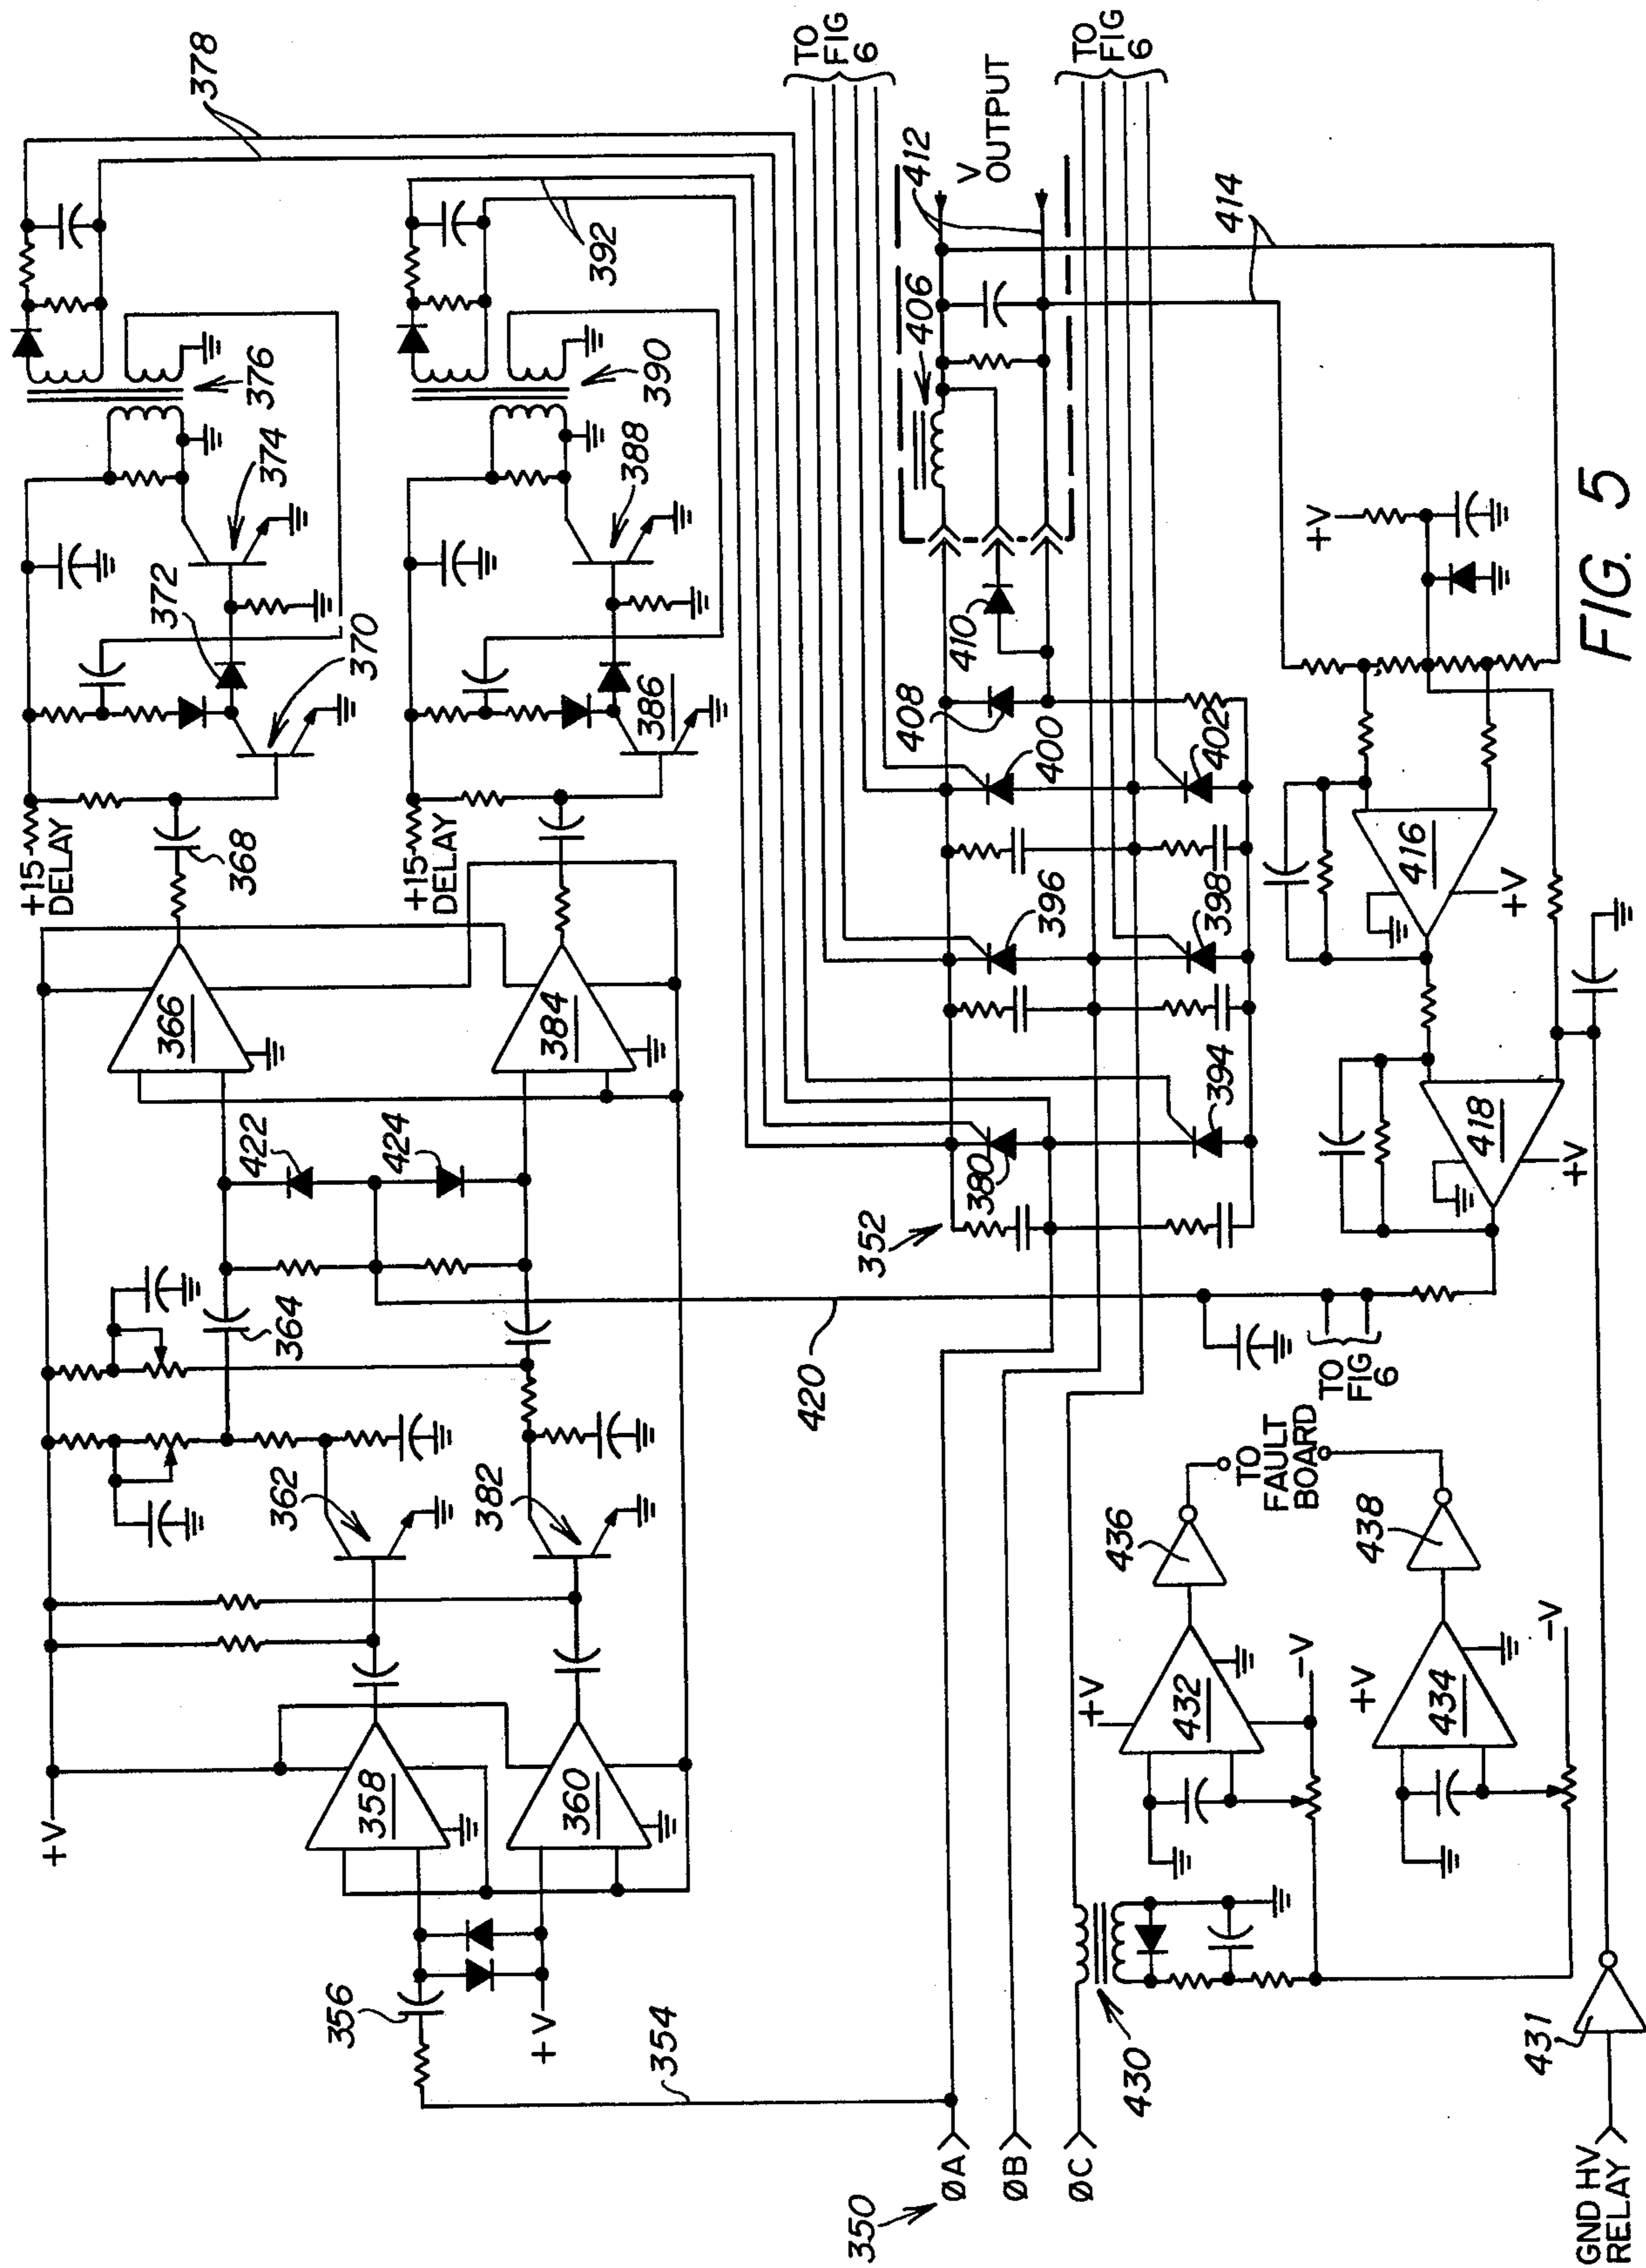 +V
+15
DELAY
368
370
372
374
376
378
366
422
364
362
358
356
+V
354
360
382
424
384
+15
DELAY
386
388
390
392
TO
FIG
6
412
V
OUTPUT
TO
FIG
6
406
410
408
400
402
396
398
380
394
352
414
420
350
ØA
ØB
ØC
430
+V
432
-V
436
TO
FAULT
BOARD
438
+V
434
-V
TO
FIG
6
418
+V
416
+V
+V
431
GND HV
RELAY
FIG. 5